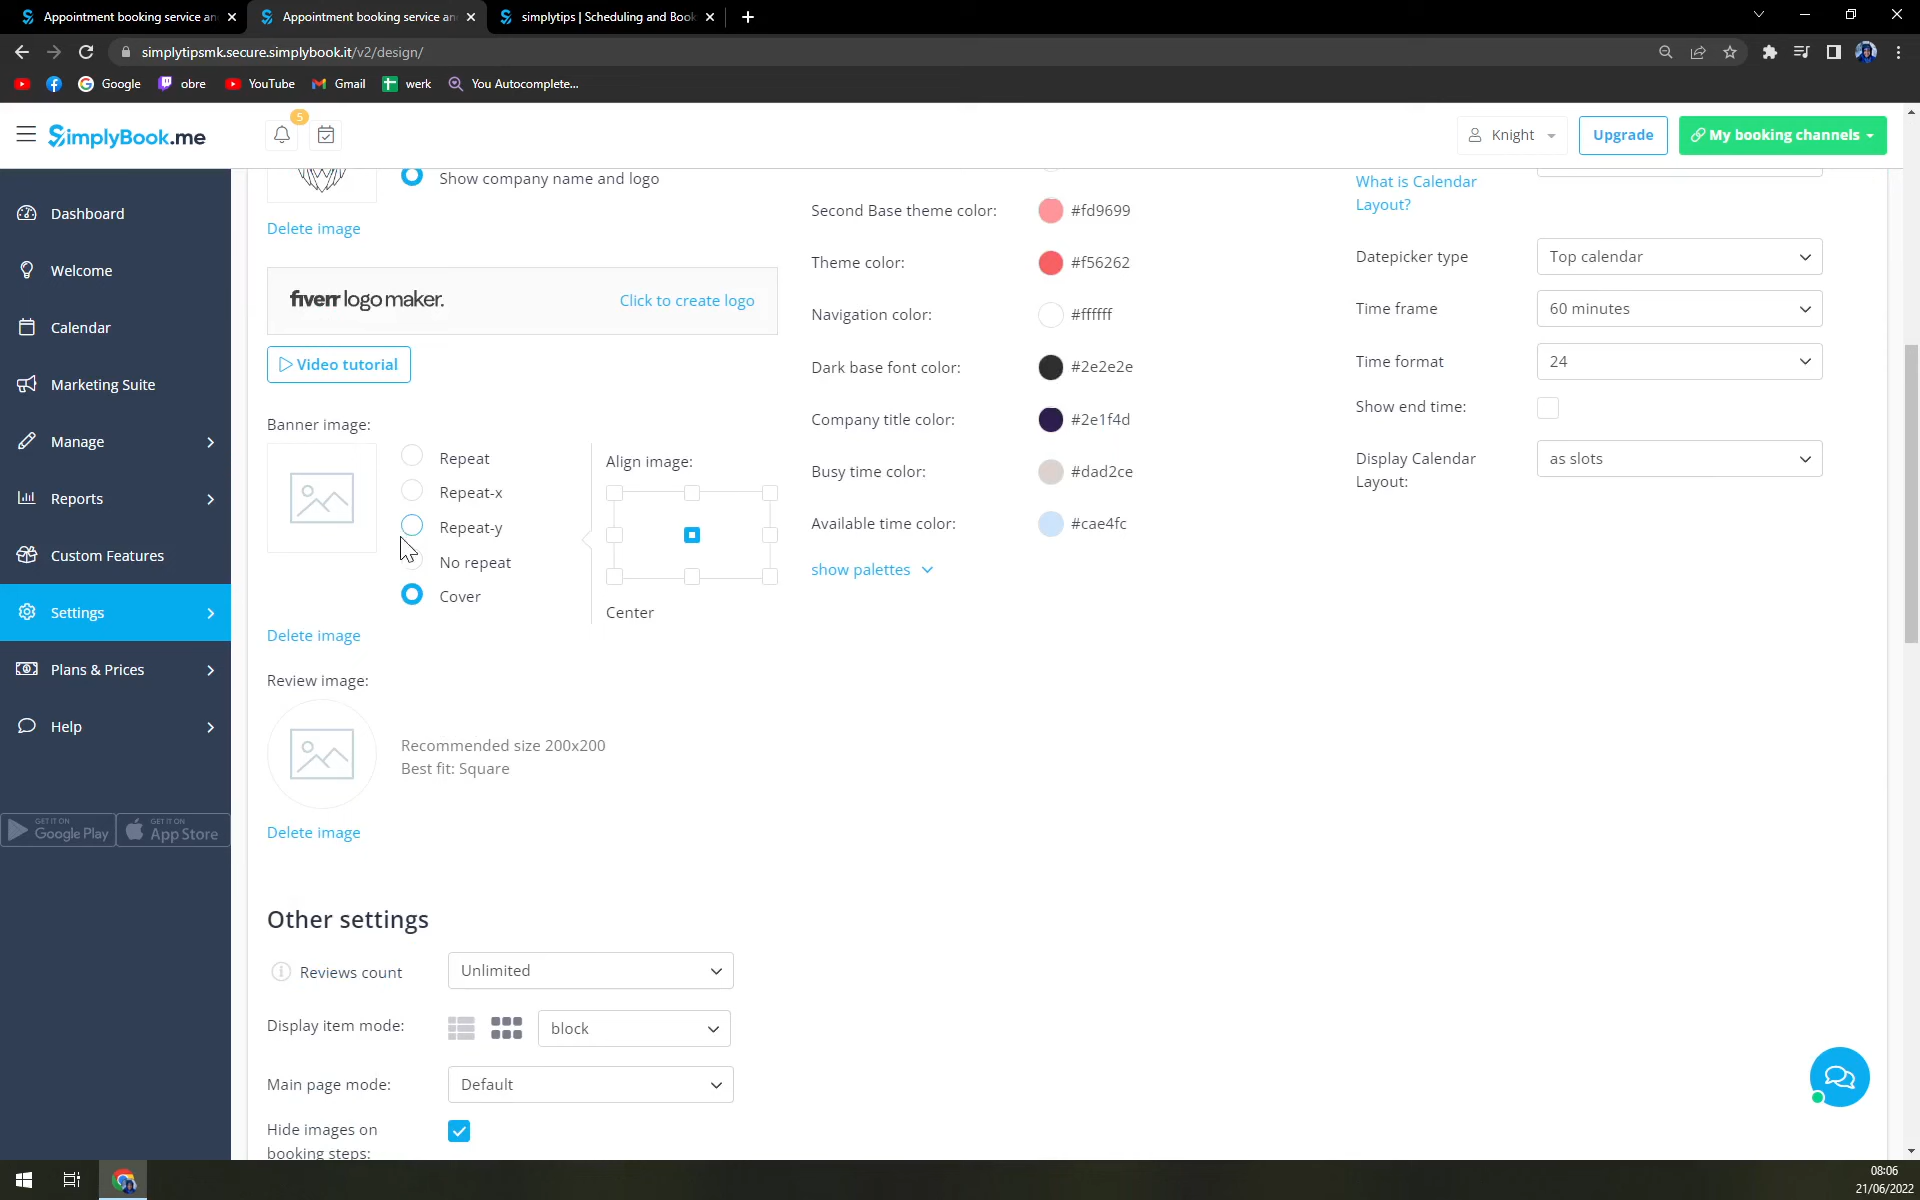 Appointment booking service an
Appointment booking service an
simplytips | Scheduling and Book
simplytipsmk.secure.simplybook.it/v2/design/
Google
obre
YouTube
Gmail
werk
You Autocomplete...
SimplyBook.me
5
Knight
Upgrade
My booking channels
Dashboard
Welcome
Calendar
Marketing Suite
Manage
Reports
Custom Features
Settings
Plans & Prices
Help
GET IT ON
Google Play
GET IT ON
App Store
Show company name and logo
Delete image
fiverr logo maker.
Click to create logo
Video tutorial
Banner image:
Repeat
Repeat-x
Repeat-y
No repeat
Cover
Align image:
Center
Delete image
Review image:
Recommended size 200x200
Best fit: Square
Delete image
Second Base theme color:
#fd9699
Theme color:
#f56262
Navigation color:
#ffffff
Dark base font color:
#2e2e2e
Company title color:
#2e1f4d
Busy time color:
#dad2ce
Available time color:
#cae4fc
show palettes
What is Calendar
Layout?
Datepicker type
Top calendar
Time frame
60 minutes
Time format
24
Show end time:
Display Calendar
Layout:
as slots
Other settings
Reviews count
Unlimited
Display item mode:
block
Main page mode:
Default
Hide images on
booking steps:
08:06
21/06/2022